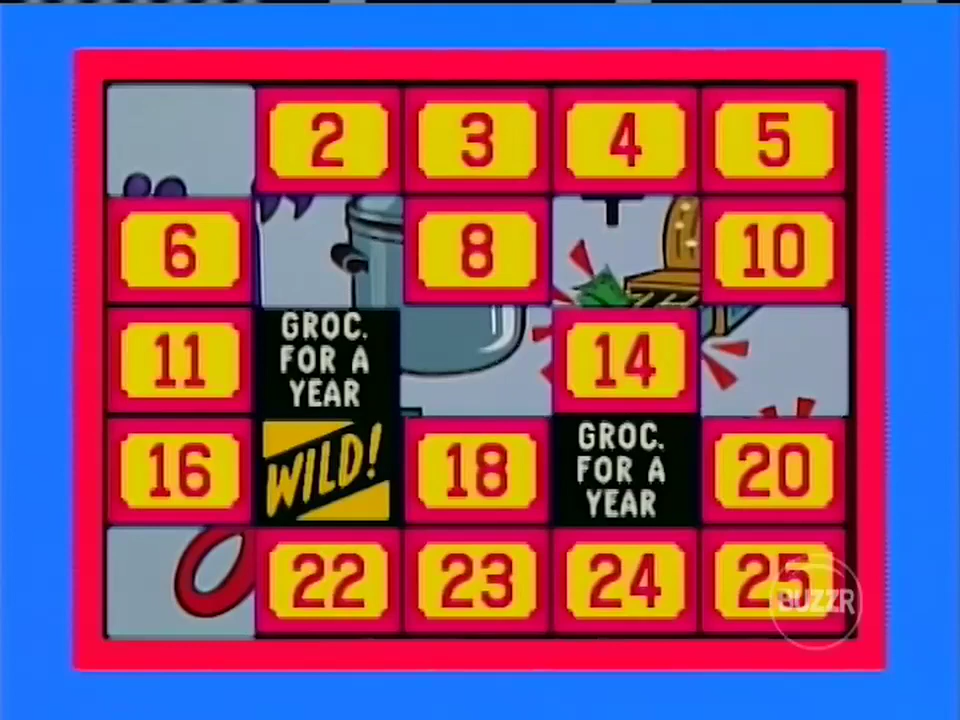 2 3 4 5
6 8 10
11 GROC. FOR A YEAR 14
16 WILD! 18 GROC. FOR A YEAR 20
22 23 24 25
BUZZR